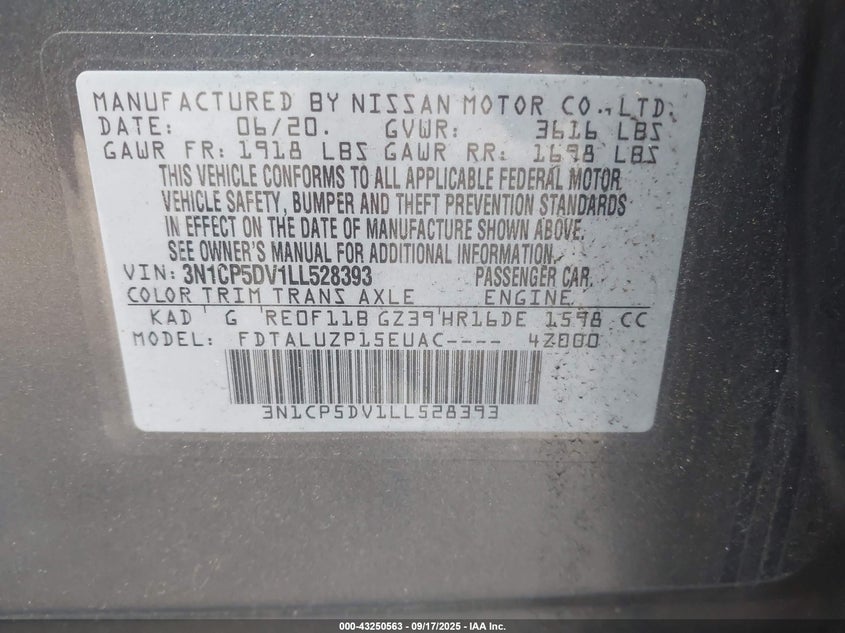 MANUFACTURED BY NISSAN MOTOR CO.,LTD.
DATE: 06/20. GVWR: 3616 LBS
GAWR FR: 1918 LBS GAWR RR: 1698 LBS
THIS VEHICLE CONFORMS TO ALL APPLICABLE FEDERAL MOTOR
VEHICLE SAFETY, BUMPER AND THEFT PREVENTION STANDARDS
IN EFFECT ON THE DATE OF MANUFACTURE SHOWN ABOVE.
SEE OWNER'S MANUAL FOR ADDITIONAL INFORMATION.
VIN: 3N1CP5DV1LL528393 PASSENGER CAR.
COLOR TRIM TRANS AXLE ENGINE
KAD G RE0F11B GZ39 HR16DE 1598 CC
MODEL: FDTALUZP15EUAC---- 4Z000
3N1CP5DV1LL528393
000-43250563 - 09/17/2025 - IAA Inc.